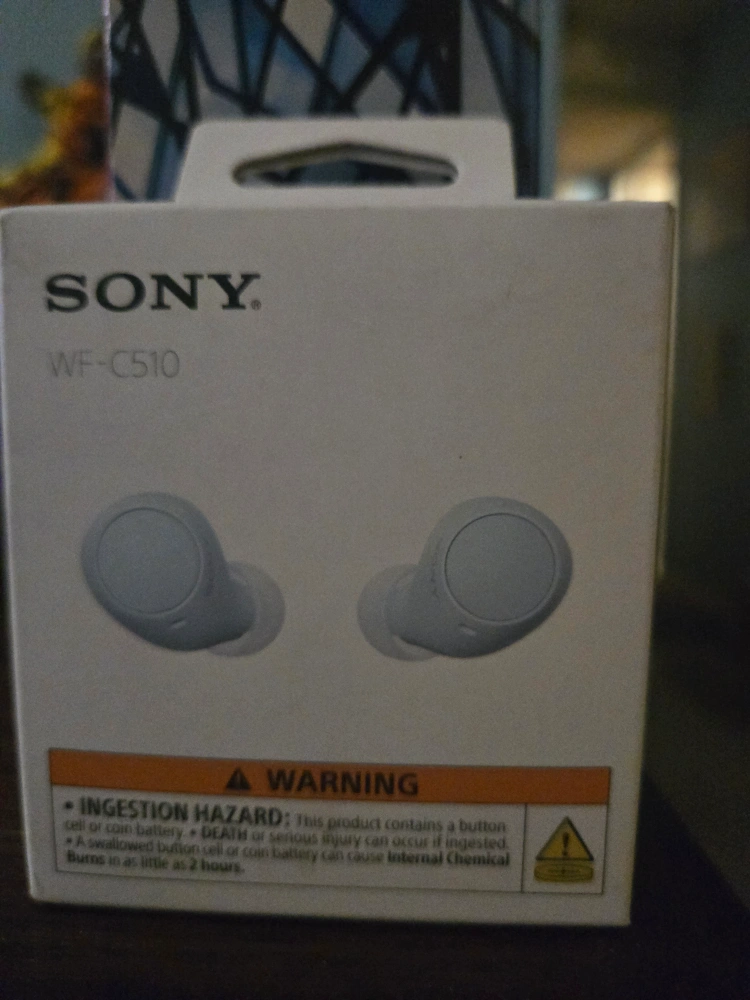 SONY®
WF-C510
⚠ WARNING
• INGESTION HAZARD: This product contains a button
cell or coin battery. • DEATH or serious injury can occur if ingested.
• A swallowed button cell or coin battery can cause Internal Chemical
Burns in as little as 2 hours.